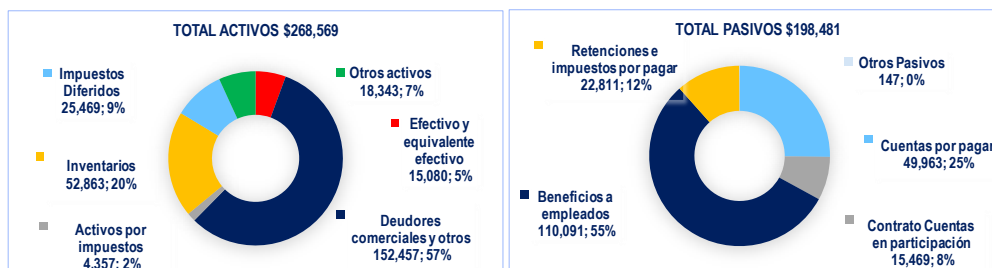 TOTAL ACTIVOS $268,569
Impuestos
Diferidos
25,469; 9%
Otros activos
18,343; 7%
Efectivo y
equivalente
efectivo
15,080; 5%
Inventarios
52,863; 20%
Activos por
impuestos
4,357; 2%
Deudores
comerciales y otros
152,457; 57%
TOTAL PASIVOS $198,481
Retenciones e
impuestos por pagar
22,811; 12%
Otros Pasivos
147; 0%
Cuentas por pagar
49,963; 25%
Beneficios a
empleados
110,091; 55%
Contrato Cuentas
en participación
15,469; 8%